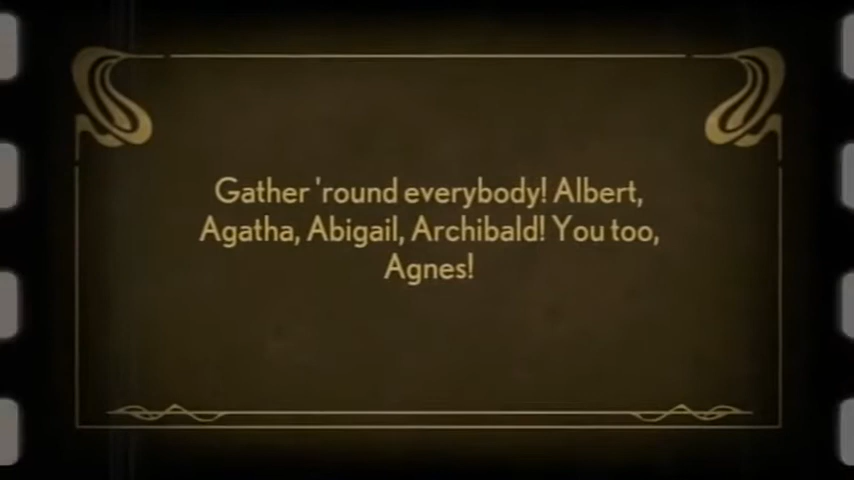 Gather 'round everybody! Albert,
Agatha, Abigail, Archibald! You too,
Agnes!